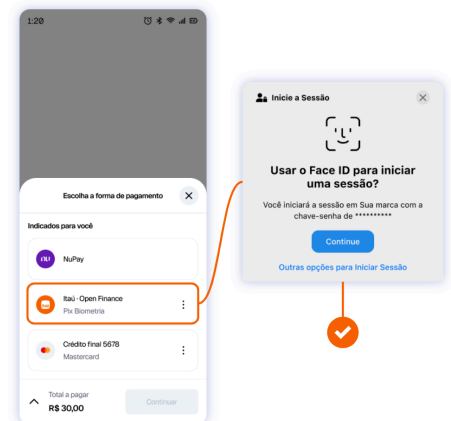 1:20
Escolha a forma de pagamento
Indicados para você
nu
NuPay
Itaú · Open Finance
Pix Biometria
Crédito final 5678
Mastercard
Total a pagar
R$ 30,00
Continuar
Inicie a Sessão
Usar o Face ID para iniciar
uma sessão?
Você iniciará a sessão em Sua marca com a
chave-senha de **********
Continue
Outras opções para Iniciar Sessão